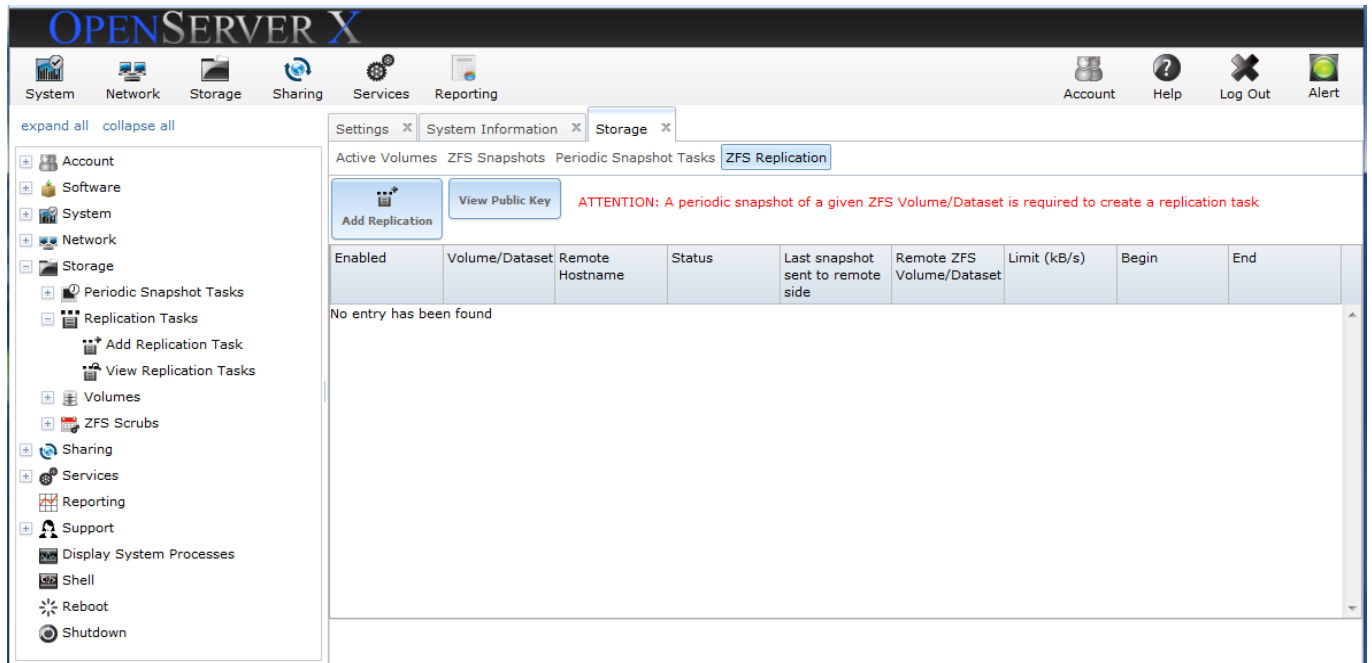 OPENSERVER X
System Network Storage Sharing Services Reporting Account Help Log Out Alert
expand all collapse all
Account
Software
System
Network
Storage
Periodic Snapshot Tasks
Replication Tasks
Add Replication Task
View Replication Tasks
Volumes
ZFS Scrubs
Sharing
Services
Reporting
Support
Display System Processes
Shell
Reboot
Shutdown
Settings System Information Storage
Active Volumes ZFS Snapshots Periodic Snapshot Tasks ZFS Replication
Add Replication
View Public Key
ATTENTION: A periodic snapshot of a given ZFS Volume/Dataset is required to create a replication task
Enabled
Volume/Dataset
Remote
Hostname
Status
Last snapshot
sent to remote
side
Remote ZFS
Volume/Dataset
Limit (kB/s)
Begin
End
No entry has been found